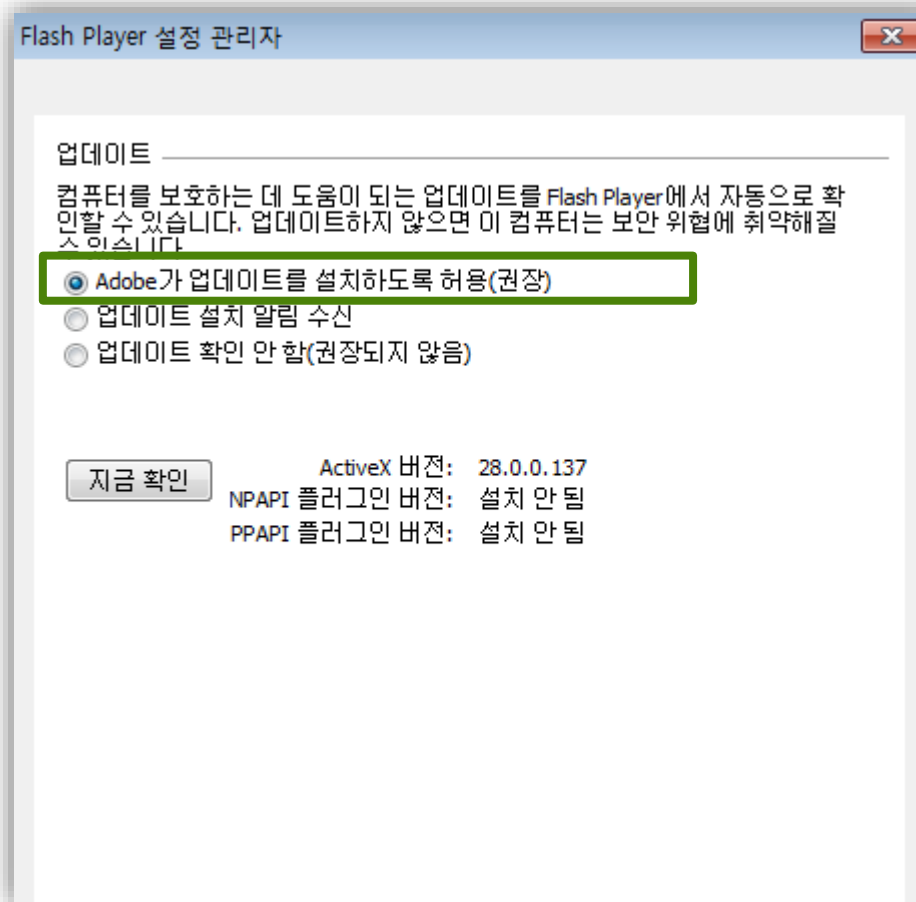 Flash Player 설정 관리자
업데이트
컴퓨터를 보호하는 데 도움이 되는 업데이트를 Flash Player에서 자동으로 확
인할 수 있습니다. 업데이트하지 않으면 이 컴퓨터는 보안 위협에 취약해질
수 있습니다.
Adobe가 업데이트를 설치하도록 허용(권장)
업데이트 설치 알림 수신
업데이트 확인 안 함(권장되지 않음)
지금 확인
ActiveX 버전: 28.0.0.137
NPAPI 플러그인 버전: 설치 안 됨
PPAPI 플러그인 버전: 설치 안 됨